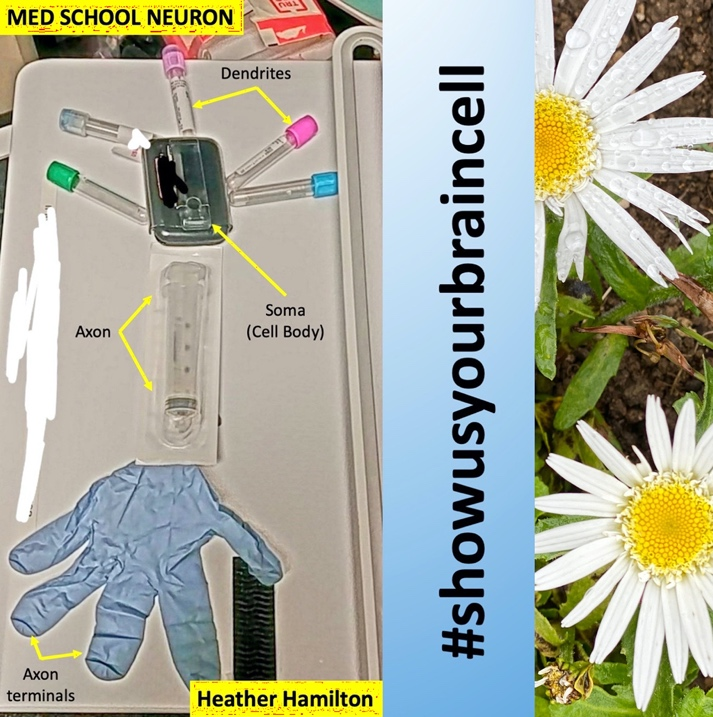 MED SCHOOL NEURON
Dendrites
Soma
(Cell Body)
Axon
Axon
terminals
Heather Hamilton
#showusyourbraincell